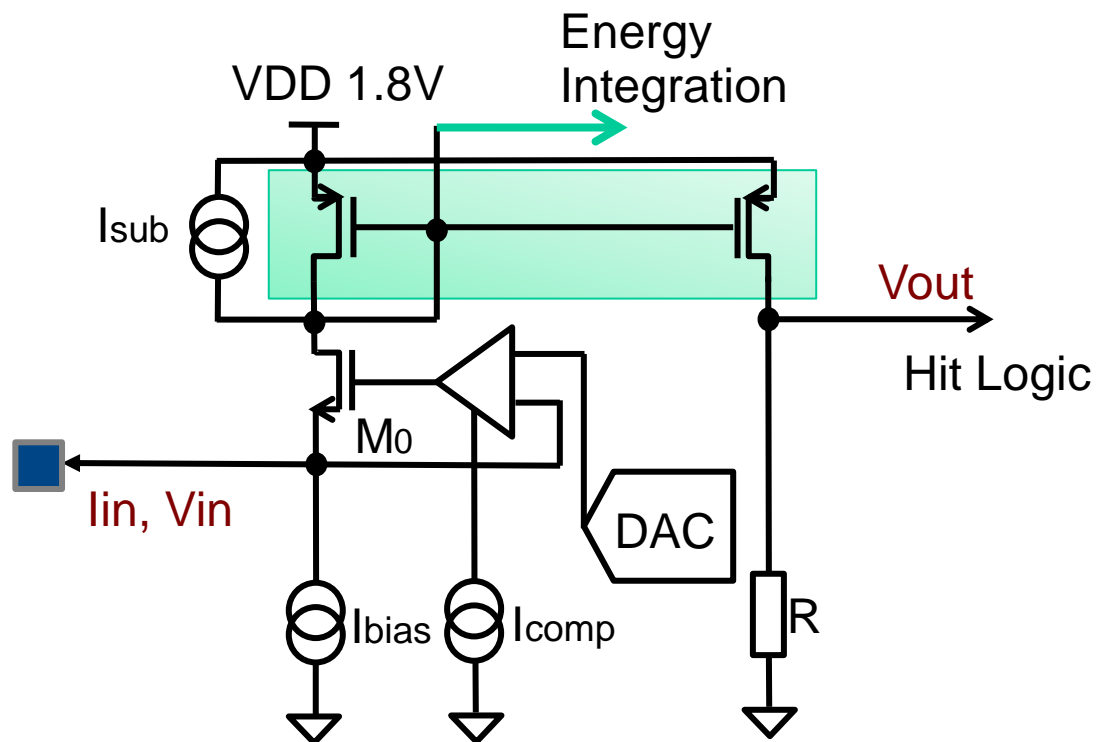 Energy
Integration
VDD 1.8V
Isub
Vout
Hit Logic
M0
Iin, Vin
DAC
Ibias
Icomp
R